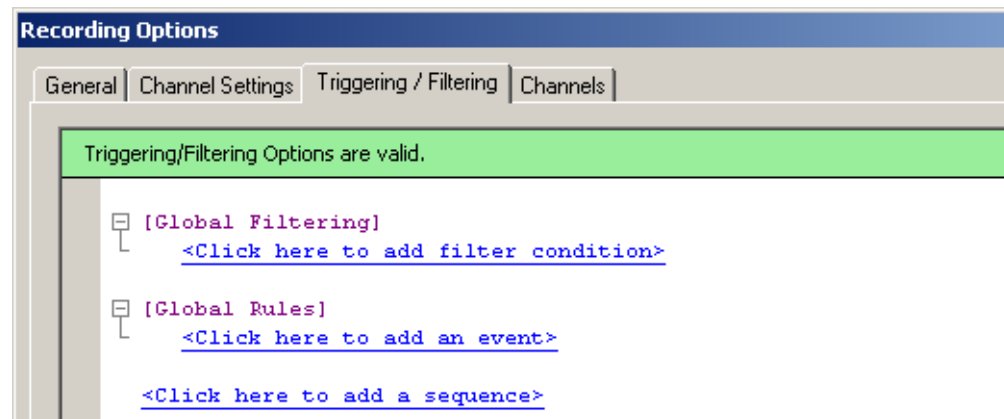 Recording Options
General Channel Settings Triggering / Filtering Channels
Triggering/Filtering Options are valid.
[Global Filtering]
<Click here to add filter condition>
[Global Rules]
<Click here to add an event>
<Click here to add a sequence>